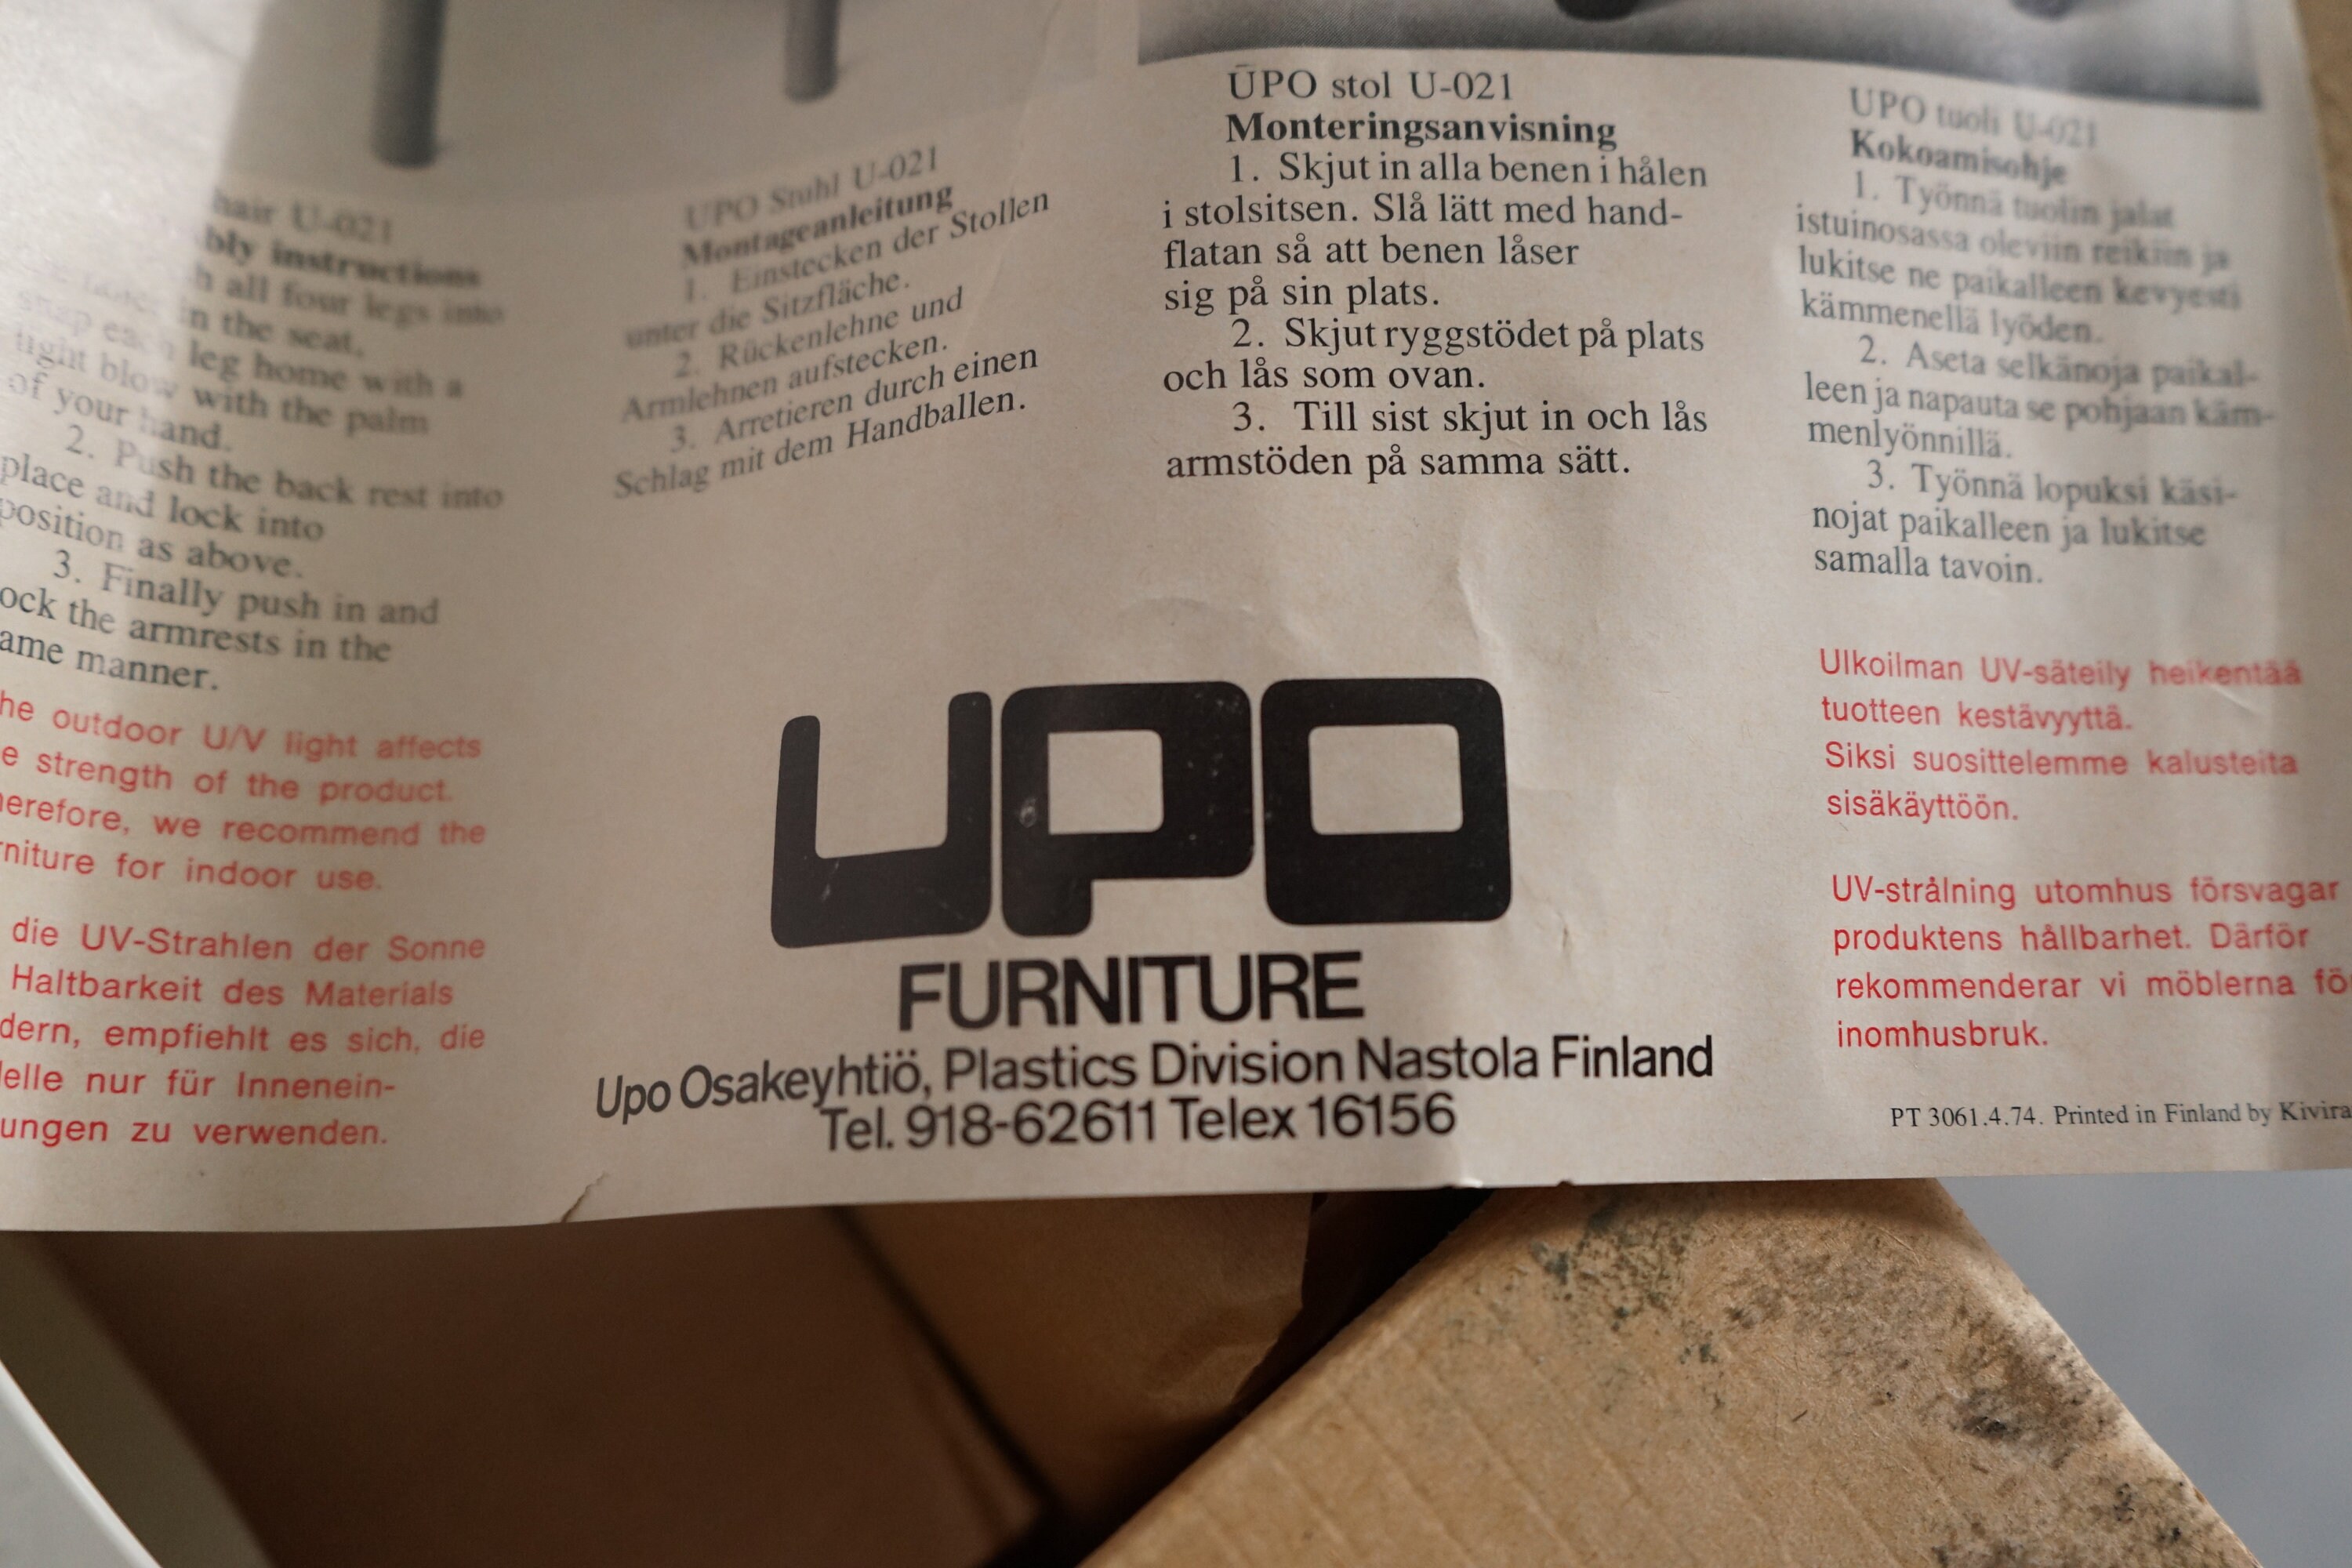 hair U-021
bly instructions
all four legs into
in the seat,
snap each leg home with a
tight blow with the palm
of your hand.
2. Push the back rest into
place and lock into
position as above.
3. Finally push in and
ock the armrests in the
ame manner.
he outdoor U/V light affects
e strength of the product.
herefore, we recommend the
rniture for indoor use.
die UV-Strahlen der Sonne
Haltbarkeit des Materials
dern, empfiehlt es sich, die
elle nur für Innenein-
ungen zu verwenden.
UPO Stuhl U-021
Montageanleitung
1. Einstecken der Stollen
unter die Sitzfläche.
2. Rückenlehne und
Armlehnen aufstecken.
3. Arretieren durch einen
Schlag mit dem Handballen.
UPO stol U-021
Monteringsanvisning
1. Skjut in alla benen i hålen
i stolsitsen. Slå lätt med hand-
flatan så att benen låser
sig på sin plats.
2. Skjut ryggstödet på plats
och lås som ovan.
3. Till sist skjut in och lås
armstöden på samma sätt.
UPO
FURNITURE
Upo Osakeyhtiö, Plastics Division Nastola Finland
Tel. 918-62611 Telex 16156
UPO tuoli U-021
Kokoamisohje
1. Työnnä tuolin jalat
istuinosassa oleviin reikiin ja
lukitse ne paikalleen kevyesti
kämmenellä lyöden.
2. Aseta selkänoja paikal-
leen ja napauta se pohjaan käm-
menlyönnillä.
3. Työnnä lopuksi käsi-
nojat paikalleen ja lukitse
samalla tavoin.
Ulkoilman UV-säteily heikentää
tuotteen kestävyyttä.
Siksi suosittelemme kalusteita
sisäkäyttöön.
UV-strålning utomhus försvagar
produktens hållbarhet. Därför
rekommenderar vi möblerna för
inomhusbruk.
PT 3061.4.74. Printed in Finland by Kivira